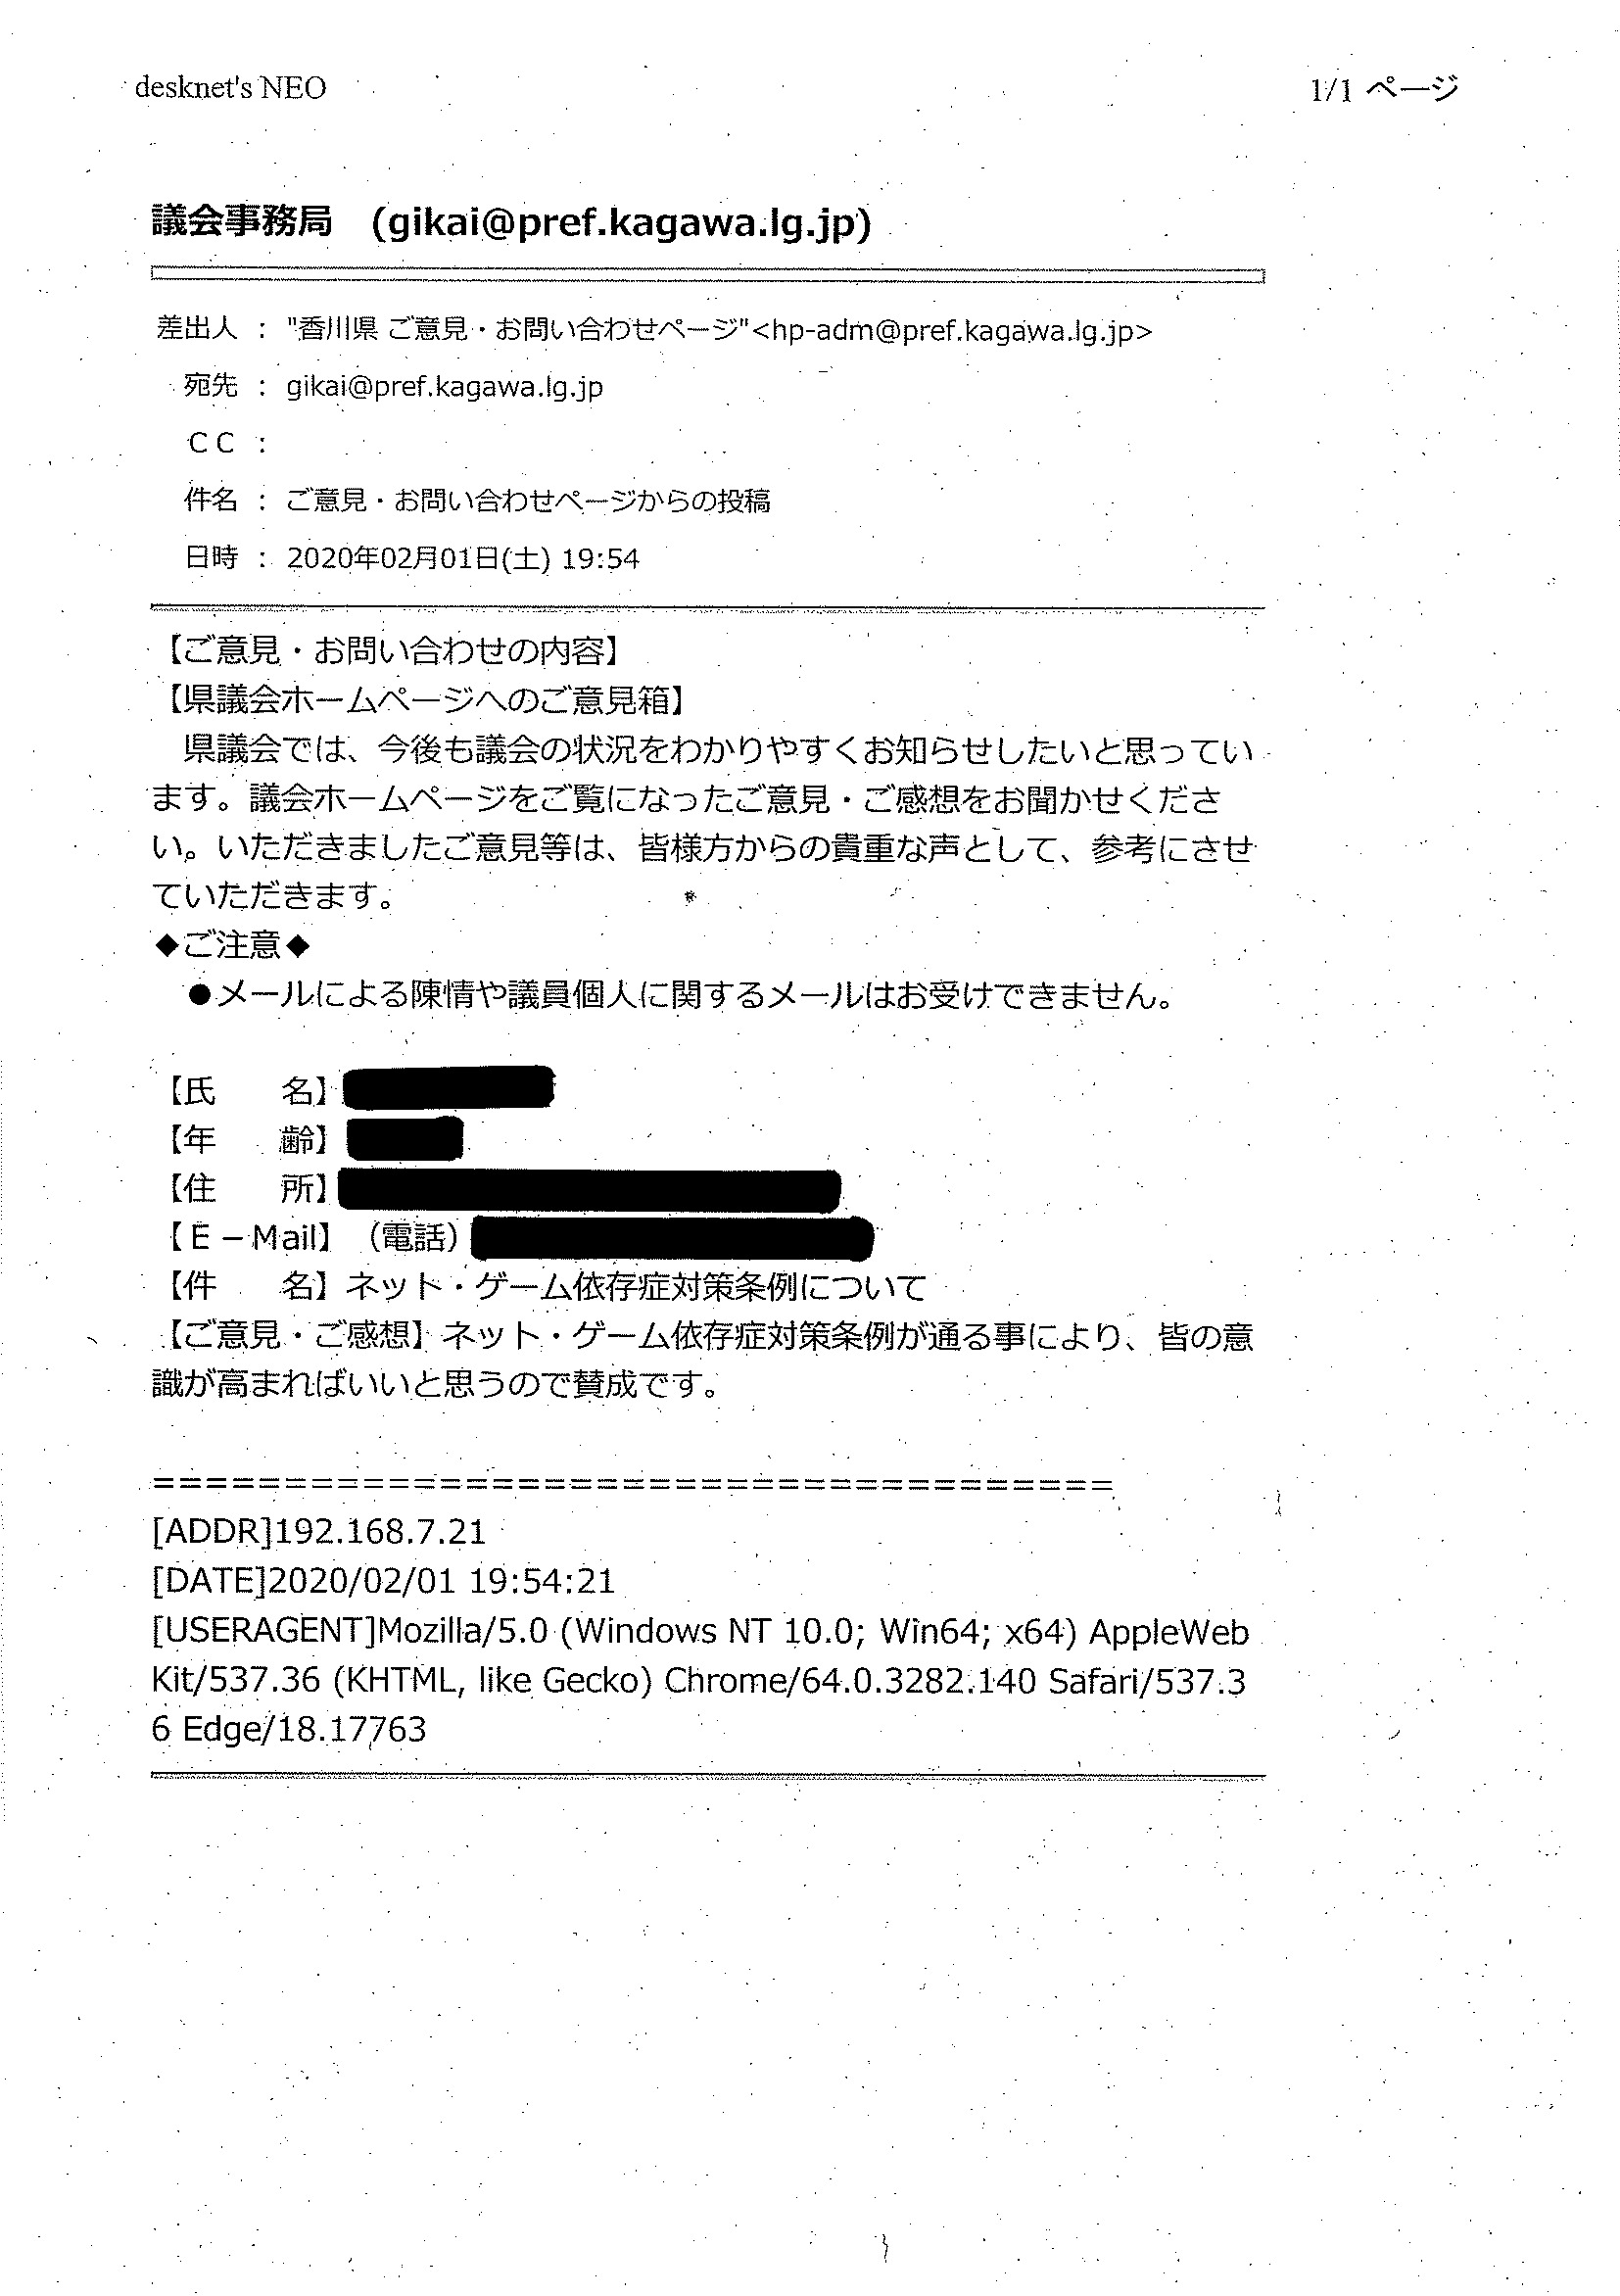 desknet's NEO
1/1 ページ
議会事務局　(gikai@pref.kagawa.lg.jp)
差出人 ： "香川県 ご意見・お問い合わせページ"<hp-adm@pref.kagawa.lg.jp>
宛先 ： gikai@pref.kagawa.lg.jp
ＣＣ ：
件名 ： ご意見・お問い合わせページからの投稿
日時 ： 2020年02月01日(土) 19:54
【ご意見・お問い合わせの内容】
【県議会ホームページへのご意見箱】
　県議会では、今後も議会の状況をわかりやすくお知らせしたいと思ってい
ます。議会ホームページをご覧になったご意見・ご感想をお聞かせくださ
い。いただきましたご意見等は、皆様方からの貴重な声として、参考にさせ
ていただきます。
◆ご注意◆
　●メールによる陳情や議員個人に関するメールはお受けできません。
【氏　　名】
【年　　齢】
【住　　所】
【Ｅ－Mail】（電話）
【件　　名】ネット・ゲーム依存症対策条例について
【ご意見・ご感想】ネット・ゲーム依存症対策条例が通る事により、皆の意
識が高まればいいと思うので賛成です。
=====================================
[ADDR]192.168.7.21
[DATE]2020/02/01 19:54:21
[USERAGENT]Mozilla/5.0 (Windows NT 10.0; Win64; x64) AppleWeb
Kit/537.36 (KHTML, like Gecko) Chrome/64.0.3282.140 Safari/537.3
6 Edge/18.17763